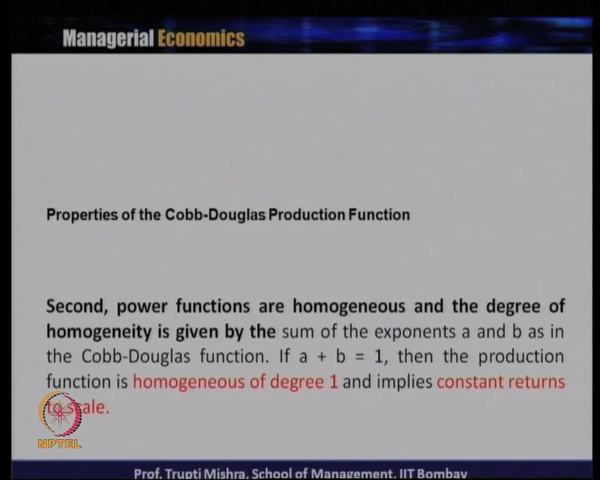 Managerial Economics
Properties of the Cobb-Douglas Production Function
Second, power functions are homogeneous and the degree of
homogeneity is given by the sum of the exponents a and b as in
the Cobb-Douglas function. If a + b = 1, then the production
function is homogeneous of degree 1 and implies constant returns
to scale.
NPTEL
Prof. Trupti Mishra, School of Management, IIT Bombay